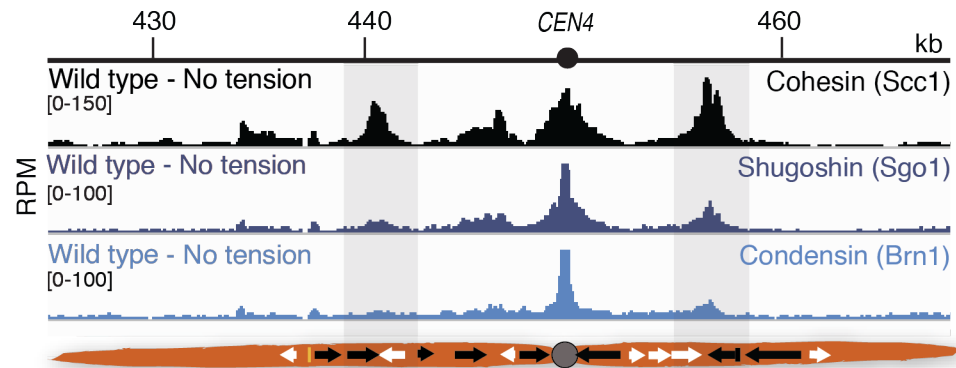 430 440 CEN4 460
kb
Wild type - No tension Cohesin (Scc1)
[0-150]
Wild type - No tension Shugoshin (Sgo1)
[0-100]
RPM
Wild type - No tension Condensin (Brn1)
[0-100]